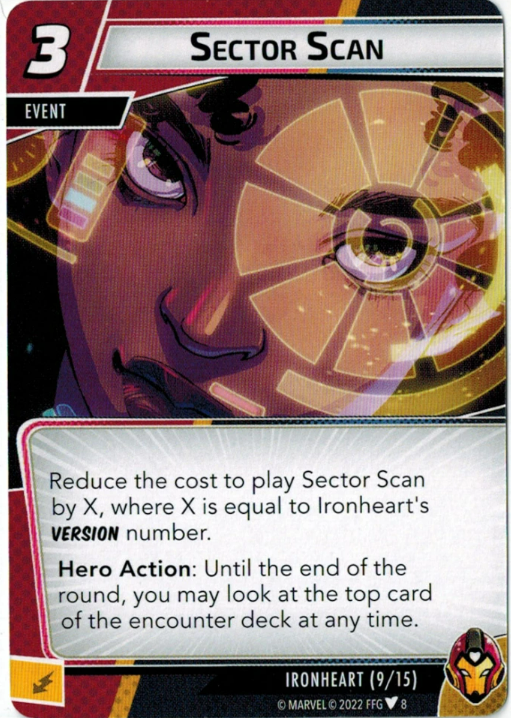 3
SECTOR SCAN
EVENT
Reduce the cost to play Sector Scan
by X, where X is equal to Ironheart's
VERSION number.
Hero Action: Until the end of the
round, you may look at the top card
of the encounter deck at any time.
IRONHEART (9/15)
© MARVEL © 2022 FFG 8